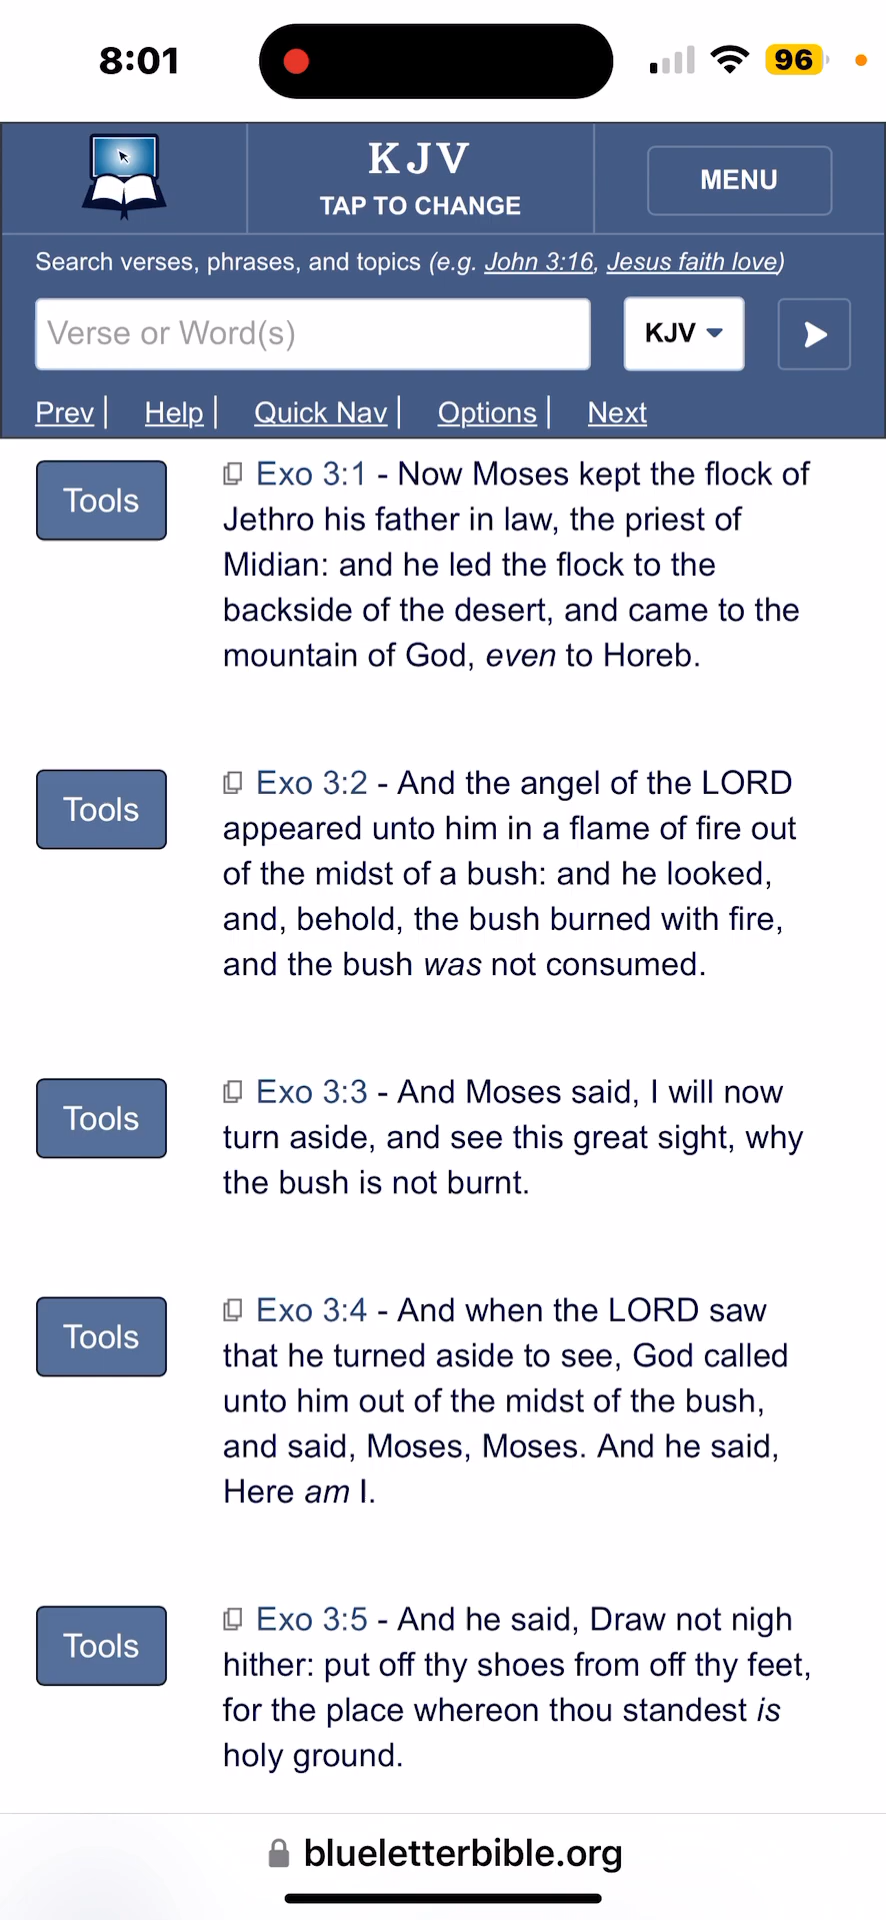 8:01
96
KJV
TAP TO CHANGE
MENU
Search verses, phrases, and topics (e.g. John 3:16, Jesus faith love)
Verse or Word(s)
KJV
Prev | Help | Quick Nav | Options | Next
Tools
Exo 3:1 - Now Moses kept the flock of
Jethro his father in law, the priest of
Midian: and he led the flock to the
backside of the desert, and came to the
mountain of God, even to Horeb.
Tools
Exo 3:2 - And the angel of the LORD
appeared unto him in a flame of fire out
of the midst of a bush: and he looked,
and, behold, the bush burned with fire,
and the bush was not consumed.
Tools
Exo 3:3 - And Moses said, I will now
turn aside, and see this great sight, why
the bush is not burnt.
Tools
Exo 3:4 - And when the LORD saw
that he turned aside to see, God called
unto him out of the midst of the bush,
and said, Moses, Moses. And he said,
Here am I.
Tools
Exo 3:5 - And he said, Draw not nigh
hither: put off thy shoes from off thy feet,
for the place whereon thou standest is
holy ground.
blueletterbible.org